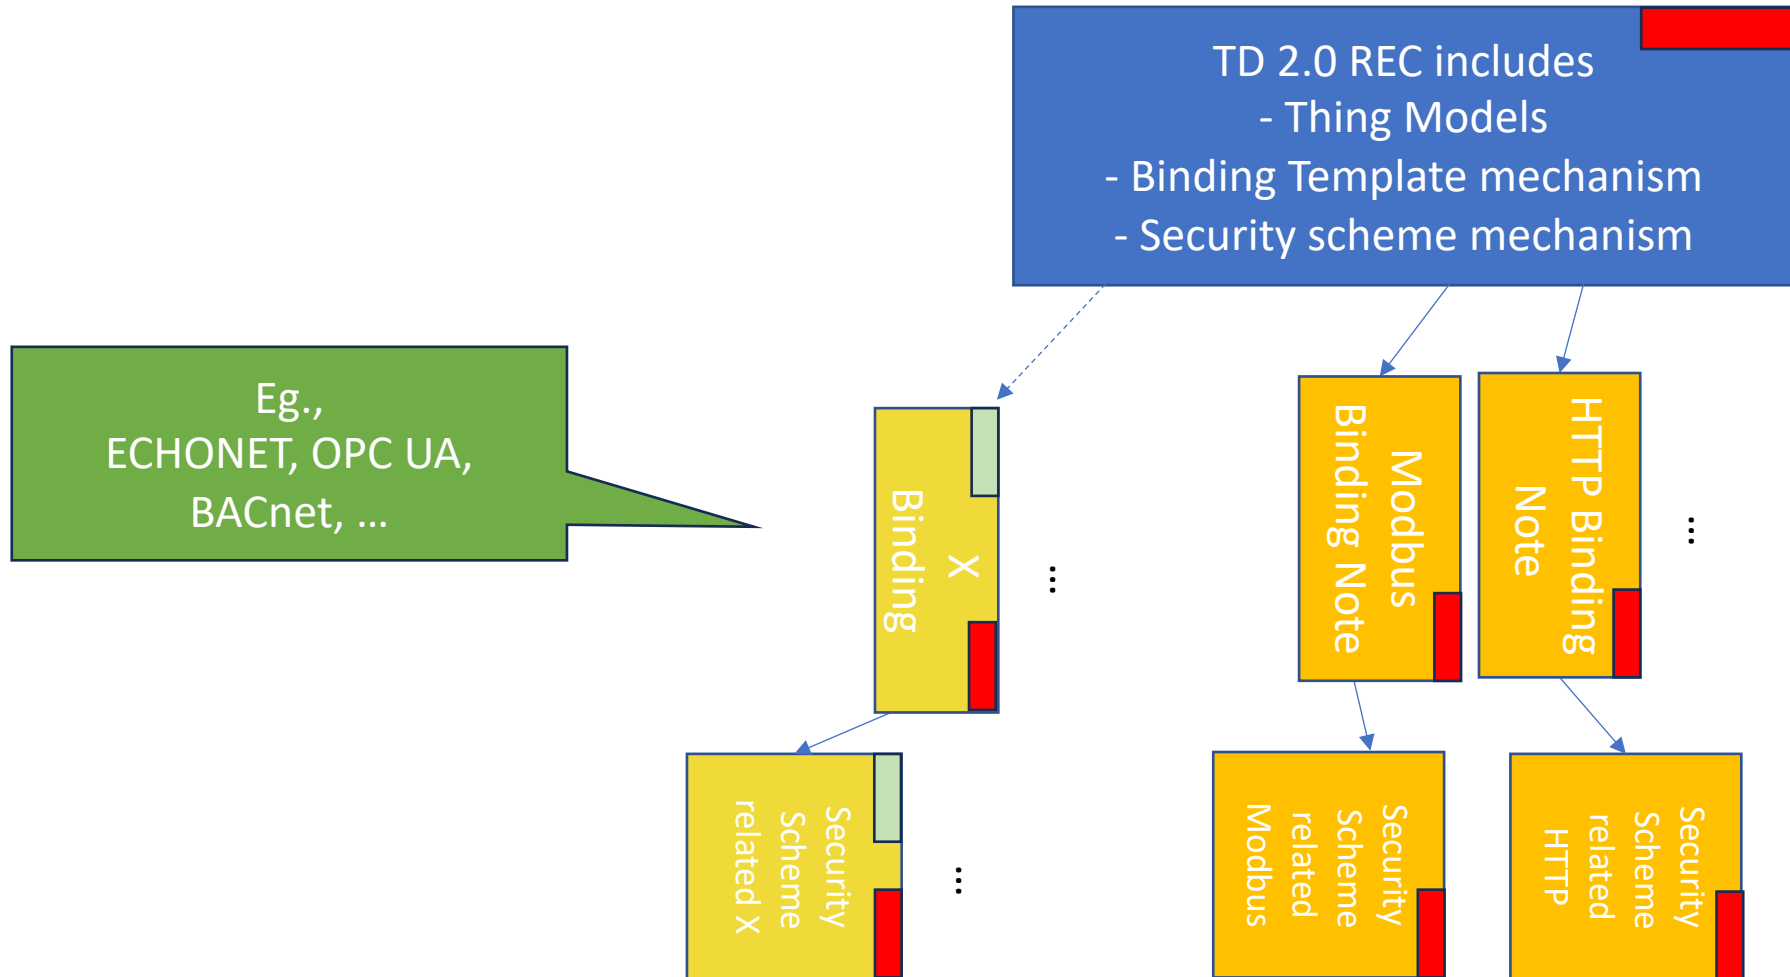 TD 2.0 REC includes
- Thing Models
- Binding Template mechanism
- Security scheme mechanism
Eg.,
ECHONET, OPC UA,
BACnet, ...
X
Binding
...
Modbus
Binding Note
HTTP Binding
Note
...
Security
Scheme
related X
...
Security
Scheme
related
Modbus
Security
Scheme
related
HTTP